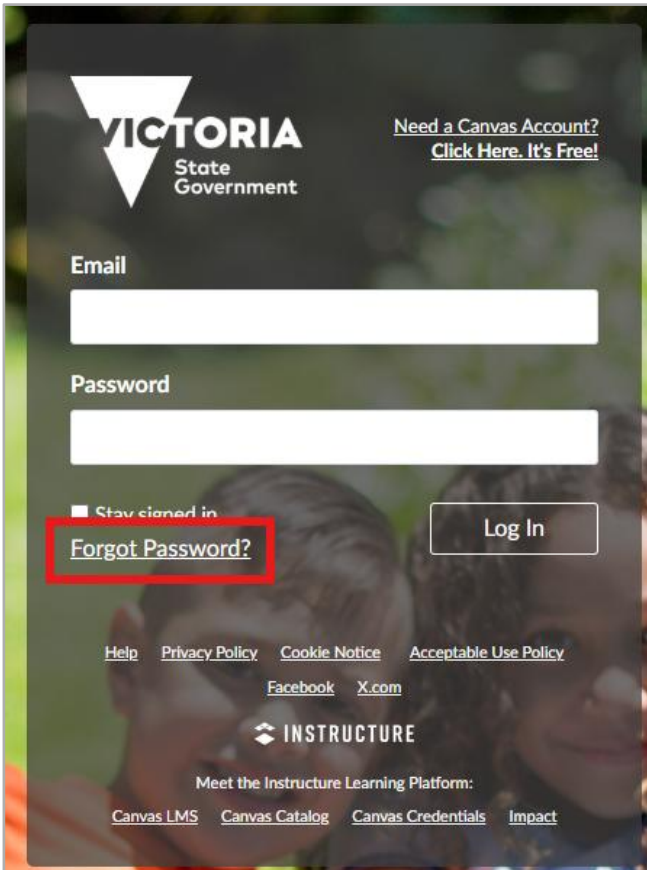 VICTORIA
State
Government
Need a Canvas Account?
Click Here. It's Free!
Email
Password
Stay signed in
Forgot Password?
Log In
Help Privacy Policy Cookie Notice Acceptable Use Policy
Facebook X.com
INSTRUCTURE
Meet the Instructure Learning Platform:
Canvas LMS Canvas Catalog Canvas Credentials Impact